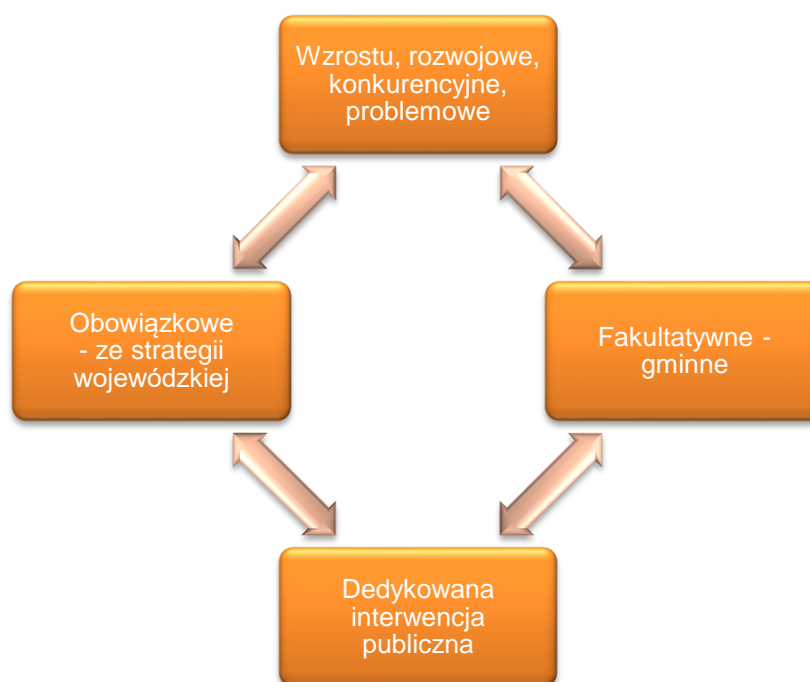 Wzrostu, rozwojowe,
konkurencyjne,
problemowe
Obowiązkowe
- ze strategii
wojewódzkiej
Fakultatywne -
gminne
Dedykowana
interwencja
publiczna